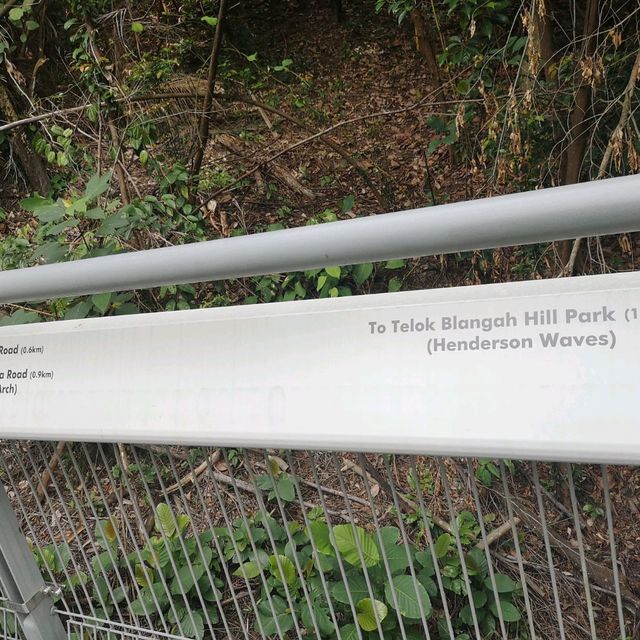 Road (0.6km)
a Road (0.9km)
Arch)
To Telok Blangah Hill Park (1
(Henderson Waves)